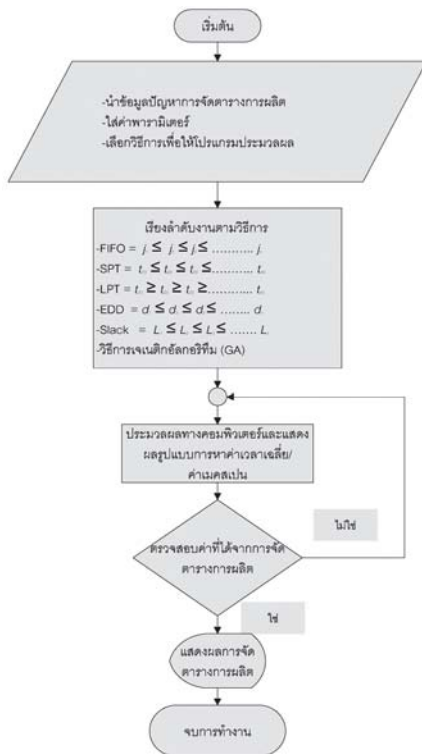 เริ่มต้น
-นำข้อมูลปัญหาการจัดตารางการผลิต
-ใส่ค่าพารามิเตอร์
-เลือกวิธีการเพื่อให้โปรแกรมประมวลผล
เรียงลำดับงานตามวิธีการ
-FIFO = j. ≤ j. ≤ j. ≤ .......... j.
-SPT = t.. ≤ t.. ≤ t.. ≤ ........... t..
-LPT = t.. ≥ t.. ≥ t.. ≥ ........... t..
-EDD = d. ≤ d. ≤ d. ≤ ........ d.
-Slack = L. ≤ L. ≤ L. ≤ ....... L.
-วิธีการเจเนติกอัลกอริทึม (GA)
ประมวลผลทางคอมพิวเตอร์และแสดง
ผลรูปแบบการหาค่าเวลาเฉลี่ย/
ค่าเมคสเปน
ไม่ใช่
ตรวจสอบค่าที่ได้จากการจัด
ตารางการผลิต
ใช่
แสดงผลการจัด
ตารางการผลิต
จบการทำงาน